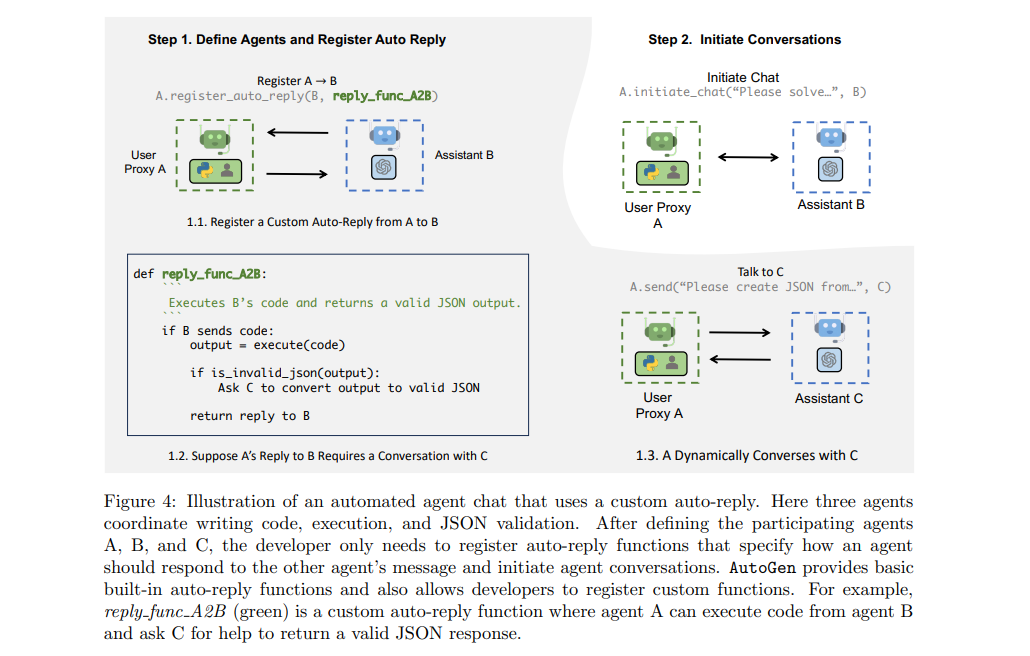 Step 1. Define Agents and Register Auto Reply
Register A → B
A.register_auto_reply(B, reply_func_A2B)
User
Proxy A
Assistant B
1.1. Register a Custom Auto-Reply from A to B
def reply_func_A2B:
```
Executes B's code and returns a valid JSON output.
```
if B sends code:
output = execute(code)
if is_invalid_json(output):
Ask C to convert output to valid JSON
return reply to B
1.2. Suppose A's Reply to B Requires a Conversation with C
Step 2. Initiate Conversations
Initiate Chat
A.initiate_chat(“Please solve…”, B)
User Proxy
A
Assistant B
Talk to C
A.send(“Please create JSON from…”, C)
User
Proxy A
Assistant C
1.3. A Dynamically Converses with C
Figure 4: Illustration of an automated agent chat that uses a custom auto-reply. Here three agents
coordinate writing code, execution, and JSON validation. After defining the participating agents
A, B, and C, the developer only needs to register auto-reply functions that specify how an agent
should respond to the other agent's message and initiate agent conversations. AutoGen provides basic
built-in auto-reply functions and also allows developers to register custom functions. For example,
reply_func_A2B (green) is a custom auto-reply function where agent A can execute code from agent B
and ask C for help to return a valid JSON response.